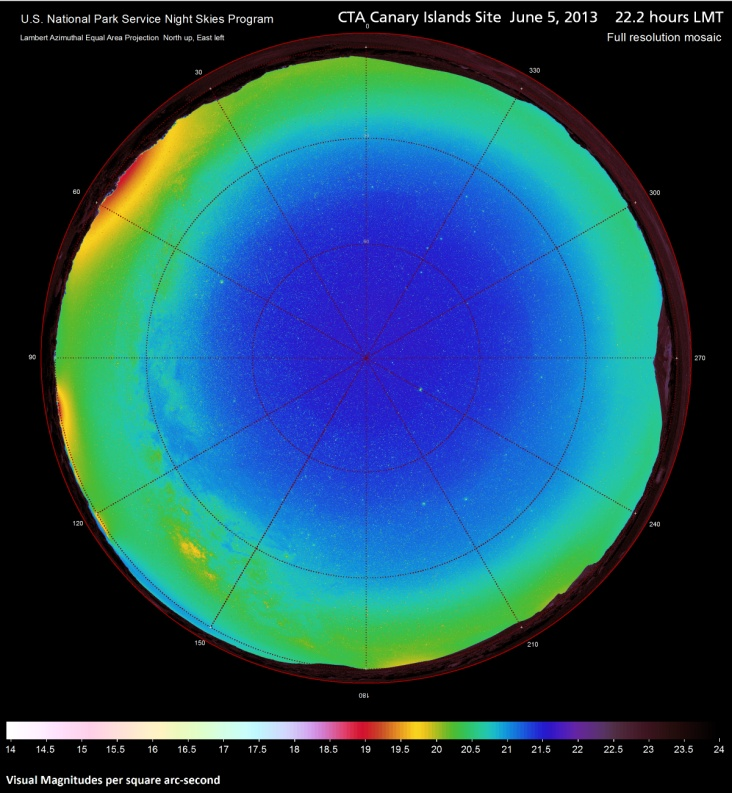 U.S. National Park Service Night Skies Program
CTA Canary Islands Site June 5, 2013 22.2 hours LMT
Lambert Azimuthal Equal Area Projection North up, East left
Full resolution mosaic
0
30
330
60
300
90
270
120
240
150
210
180
14 14.5 15 15.5 16 16.5 17 17.5 18 18.5 19 19.5 20 20.5 21 21.5 22 22.5 23 23.5 24
Visual Magnitudes per square arc-second